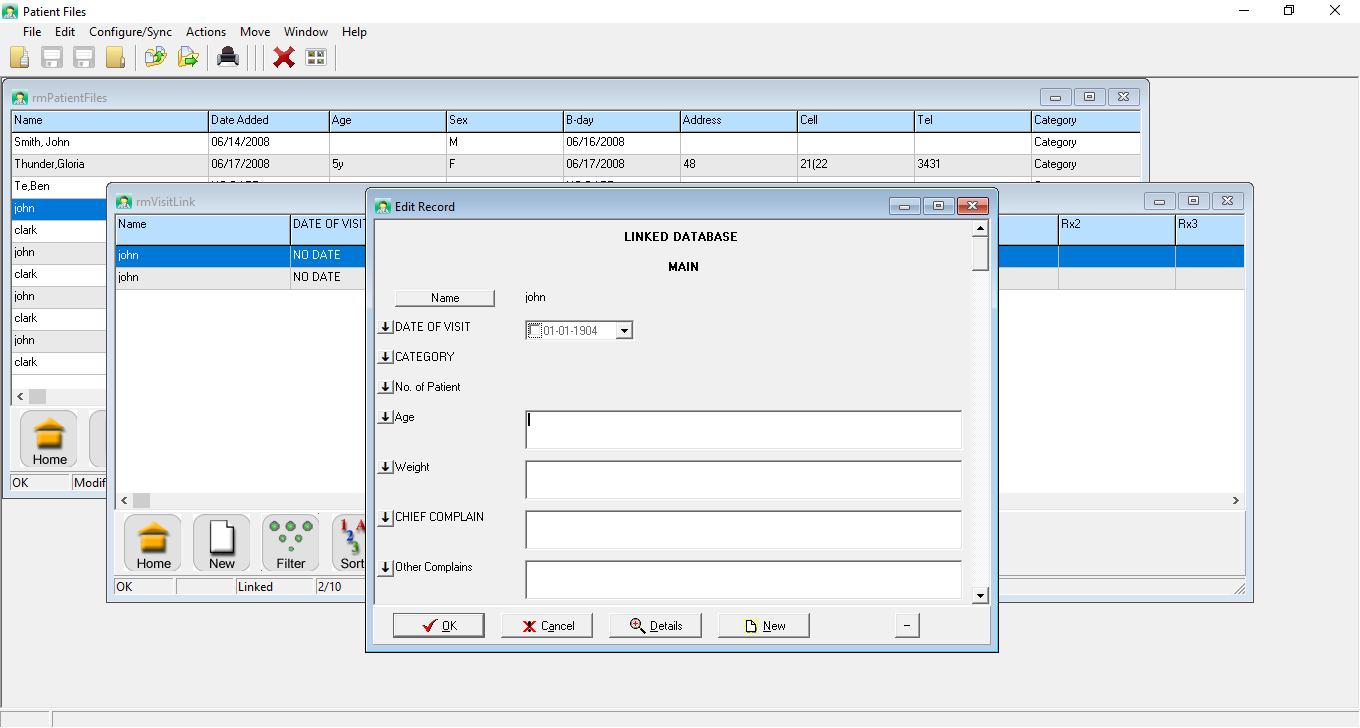 Patient Files
File Edit Configure/Sync Actions Move Window Help
rmPatientFiles
Name Date Added Age Sex B-day Address Cell Tel Category
Smith, John 06/14/2008 M 06/16/2008 Category
Thunder,Gloria 06/17/2008 5y F 06/17/2008 48 21(22 3431 Category
Te,Ben
john
clark
john
clark
john
clark
john
clark
Home
OK Modif
rmVisitLink
Name DATE OF VISIT Rx2 Rx3
john NO DATE
john NO DATE
Home New Filter Sort
OK Linked 2/10
Edit Record
LINKED DATABASE
MAIN
Name john
DATE OF VISIT 01-01-1904
CATEGORY
No. of Patient
Age
Weight
CHIEF COMPLAIN
Other Complains
OK Cancel Details New −